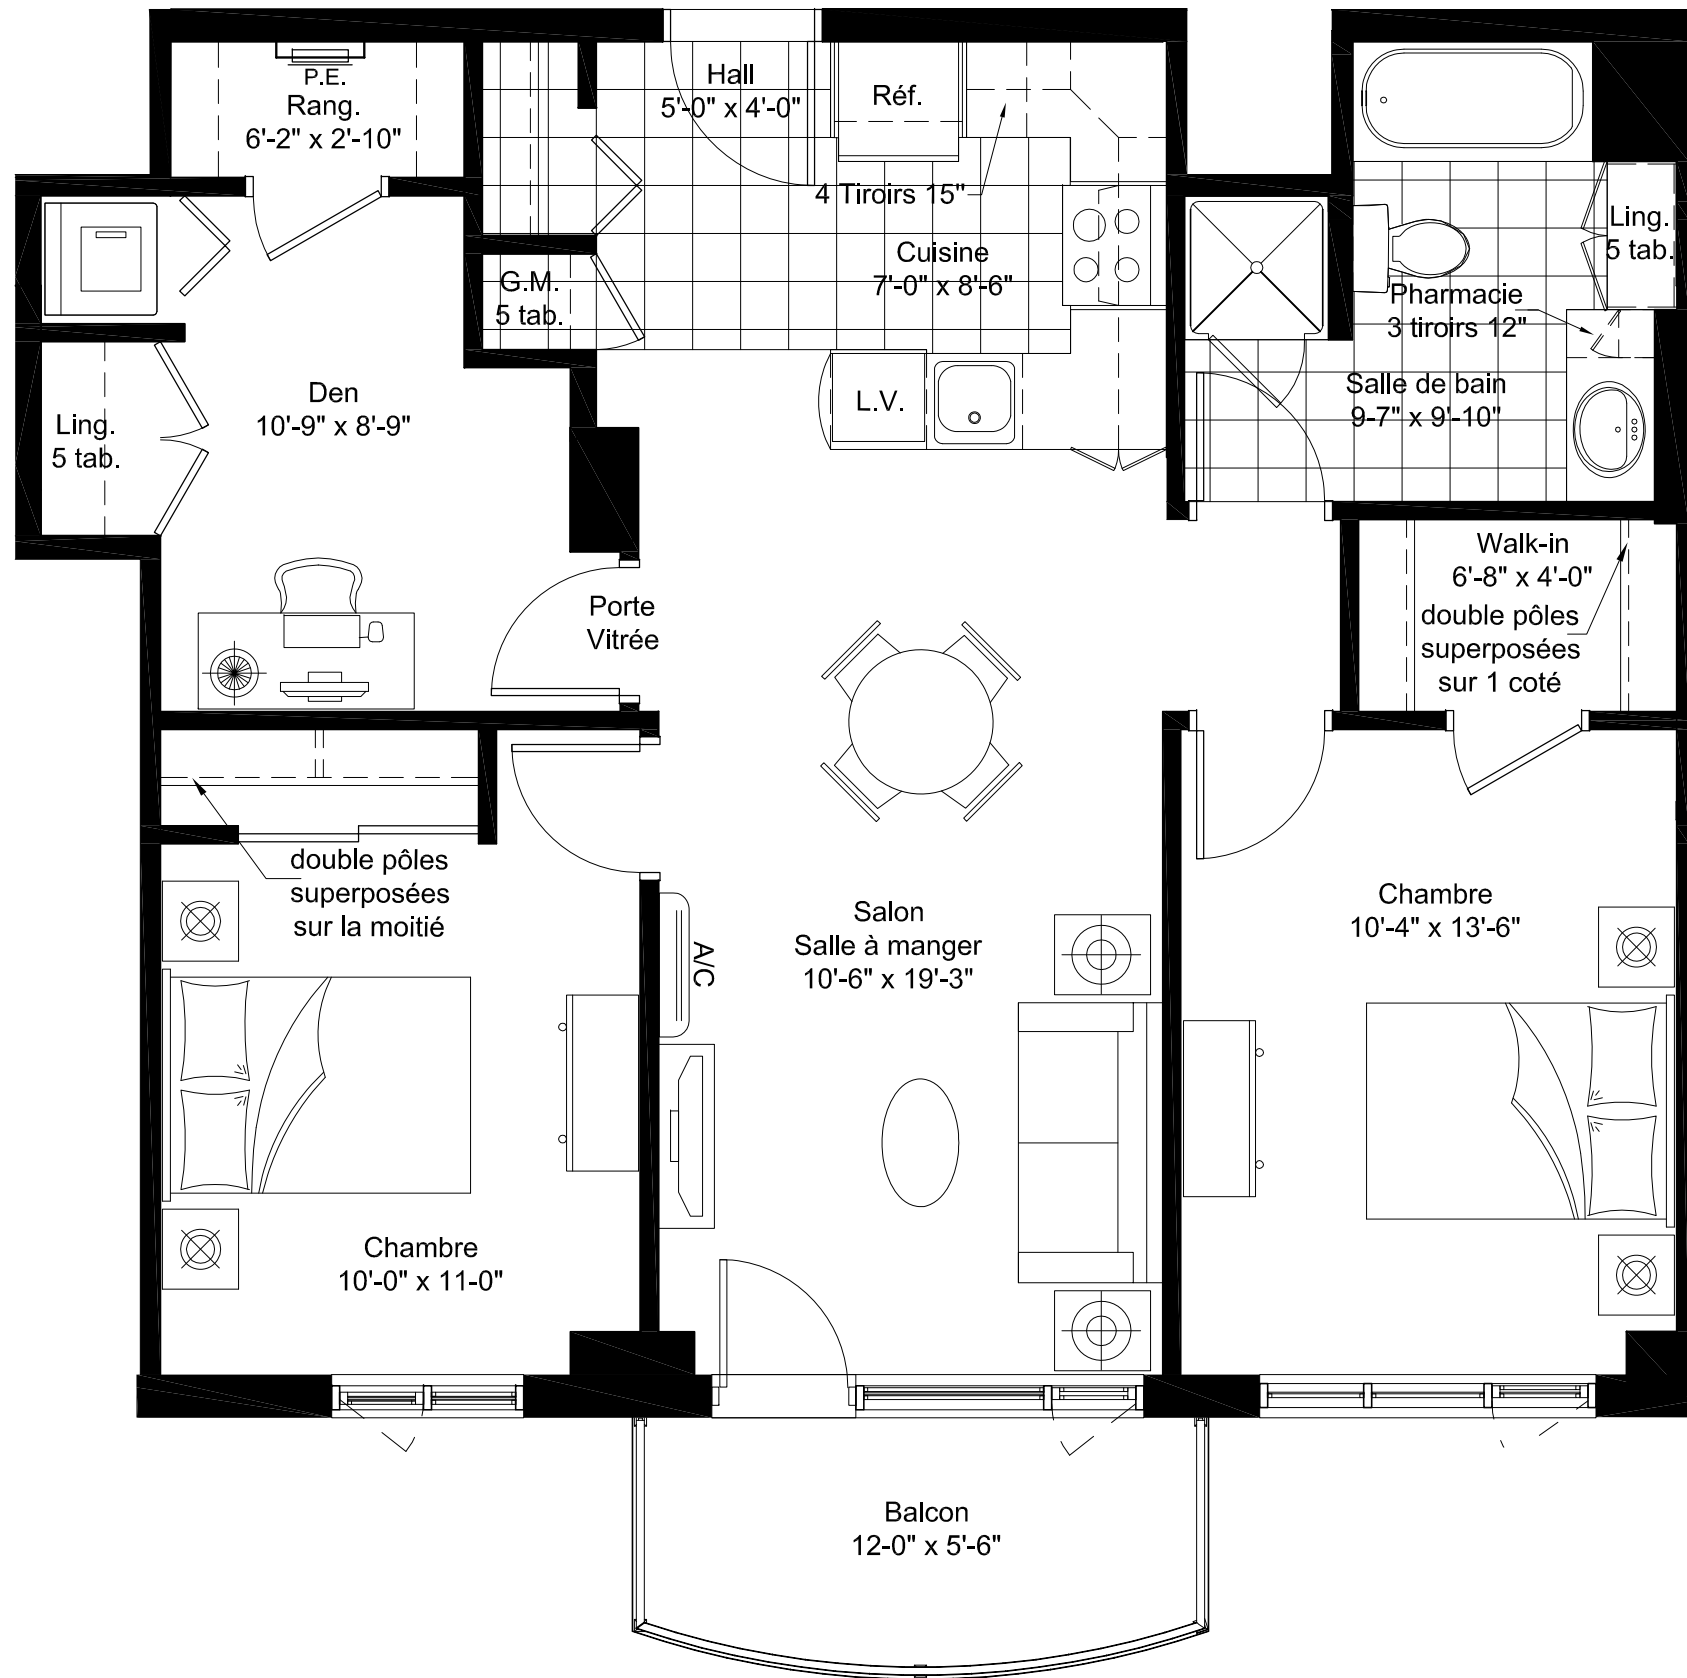 P.E.
Rang.
6'-2" x 2'-10"
Hall
5'-0" x 4'-0"
Réf.
4 Tiroirs 15"
Cuisine
7'-0" x 8'-6"
G.M.
5 tab.
L.V.
Ling.
5 tab.
Pharmacie
3 tiroirs 12"
Salle de bain
9-7" x 9'-10"
Den
10'-9" x 8'-9"
Ling.
5 tab.
Porte
Vitrée
Walk-in
6'-8" x 4'-0"
double pôles
superposées
sur 1 coté
double pôles
superposées
sur la moitié
A/C
Salon
Salle à manger
10'-6" x 19'-3"
Chambre
10'-4" x 13'-6"
Chambre
10'-0" x 11-0"
Balcon
12-0" x 5'-6"